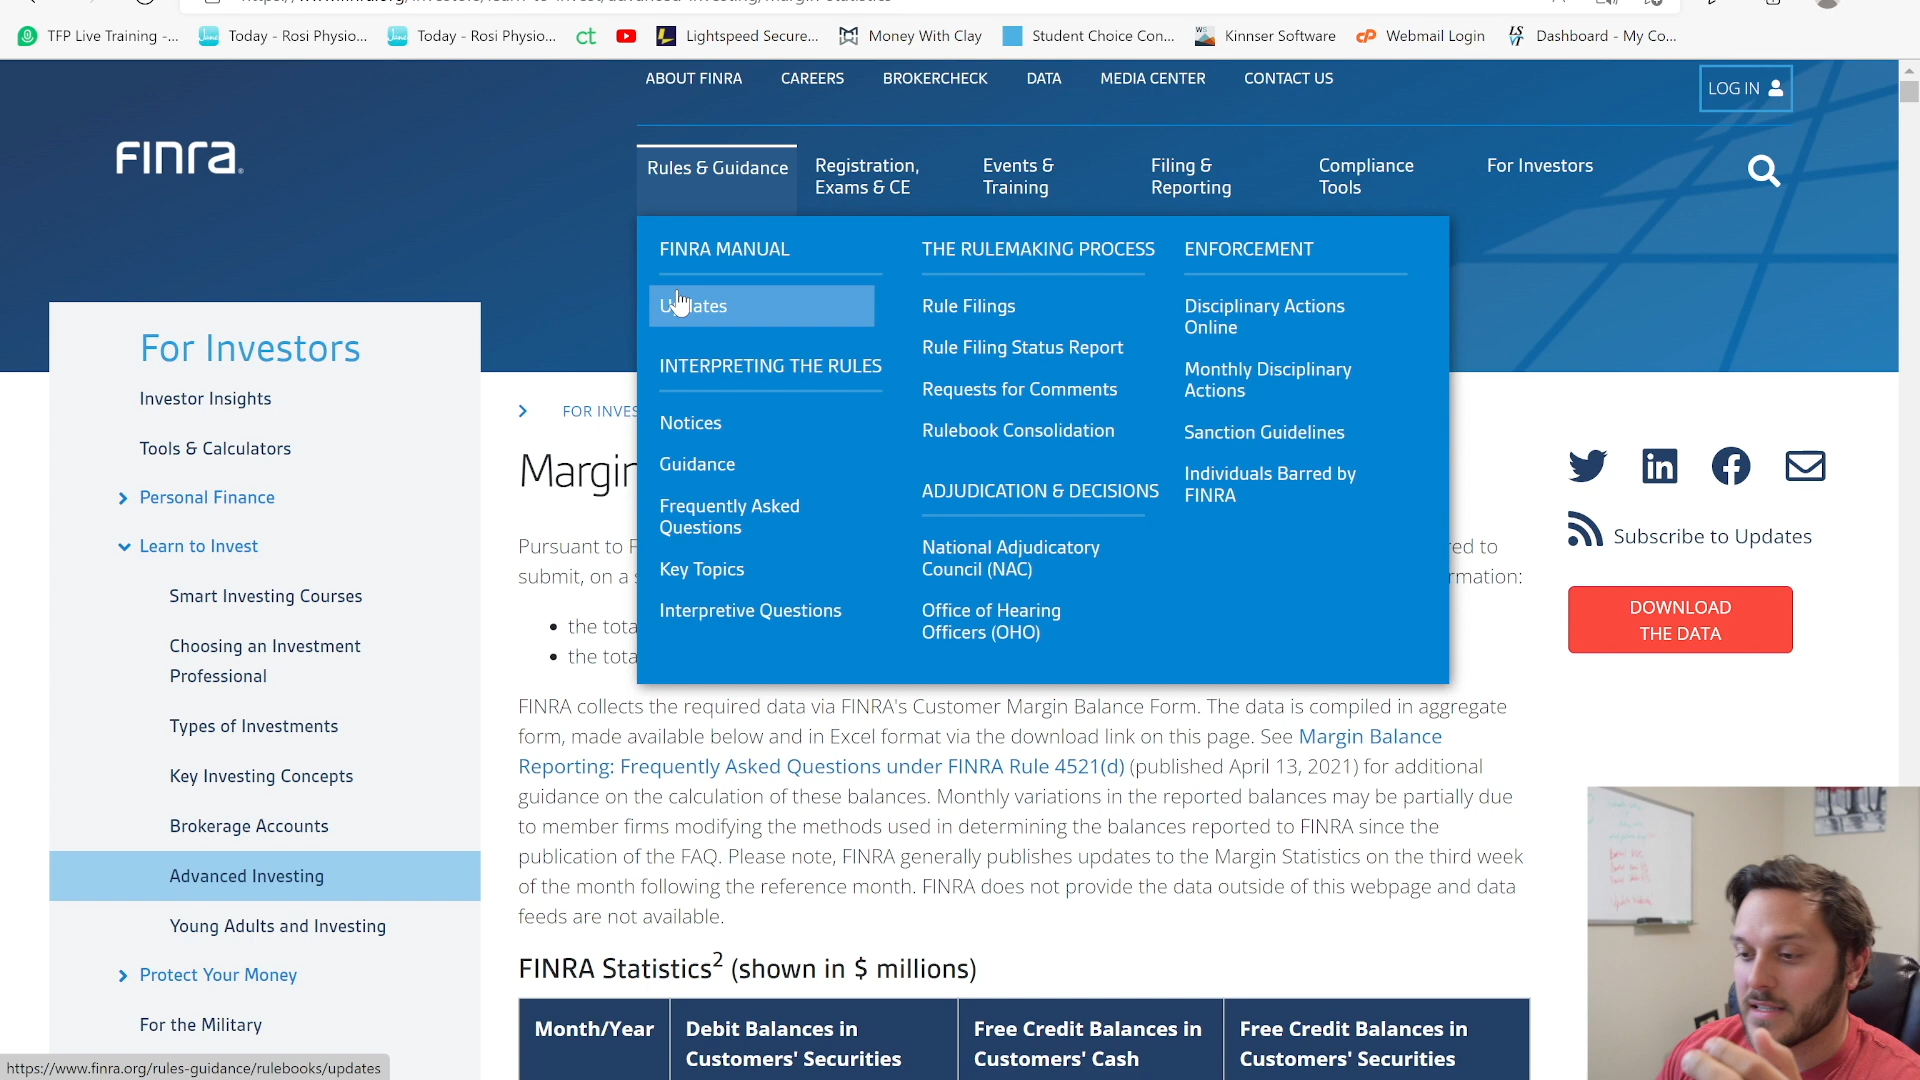 TFP Live Training -...
Today - Rosi Physio...
Today - Rosi Physio...
ct
Lightspeed Secure...
Money With Clay
Student Choice Con...
Kinnser Software
Webmail Login
Dashboard - My Co...
ABOUT FINRA
CAREERS
BROKERCHECK
DATA
MEDIA CENTER
CONTACT US
LOG IN
FINRA
Rules & Guidance
Registration,
Exams & CE
Events &
Training
Filing &
Reporting
Compliance
Tools
For Investors
FINRA MANUAL
Updates
INTERPRETING THE RULES
Notices
Guidance
Frequently Asked
Questions
Key Topics
Interpretive Questions
THE RULEMAKING PROCESS
Rule Filings
Rule Filing Status Report
Requests for Comments
Rulebook Consolidation
ADJUDICATION & DECISIONS
National Adjudicatory
Council (NAC)
Office of Hearing
Officers (OHO)
ENFORCEMENT
Disciplinary Actions
Online
Monthly Disciplinary
Actions
Sanction Guidelines
Individuals Barred by
FINRA
For Investors
Investor Insights
Tools & Calculators
Personal Finance
Learn to Invest
Smart Investing Courses
Choosing an Investment
Professional
Types of Investments
Key Investing Concepts
Brokerage Accounts
Advanced Investing
Young Adults and Investing
Protect Your Money
For the Military
FOR INVES
Margin
Pursuant to F
ed to
submit, on a s
rmation:
the tota
the tota
FINRA collects the required data via FINRA's Customer Margin Balance Form. The data is compiled in aggregate
form, made available below and in Excel format via the download link on this page. See Margin Balance
Reporting: Frequently Asked Questions under FINRA Rule 4521(d) (published April 13, 2021) for additional
guidance on the calculation of these balances. Monthly variations in the reported balances may be partially due
to member firms modifying the methods used in determining the balances reported to FINRA since the
publication of the FAQ. Please note, FINRA generally publishes updates to the Margin Statistics on the third week
of the month following the reference month. FINRA does not provide the data outside of this webpage and data
feeds are not available.
FINRA Statistics2 (shown in $ millions)
Month/Year
Debit Balances in
Customers' Securities
Free Credit Balances in
Customers' Cash
Free Credit Balances in
Customers' Securities
Subscribe to Updates
DOWNLOAD
THE DATA
https://www.finra.org/rules-guidance/rulebooks/updates